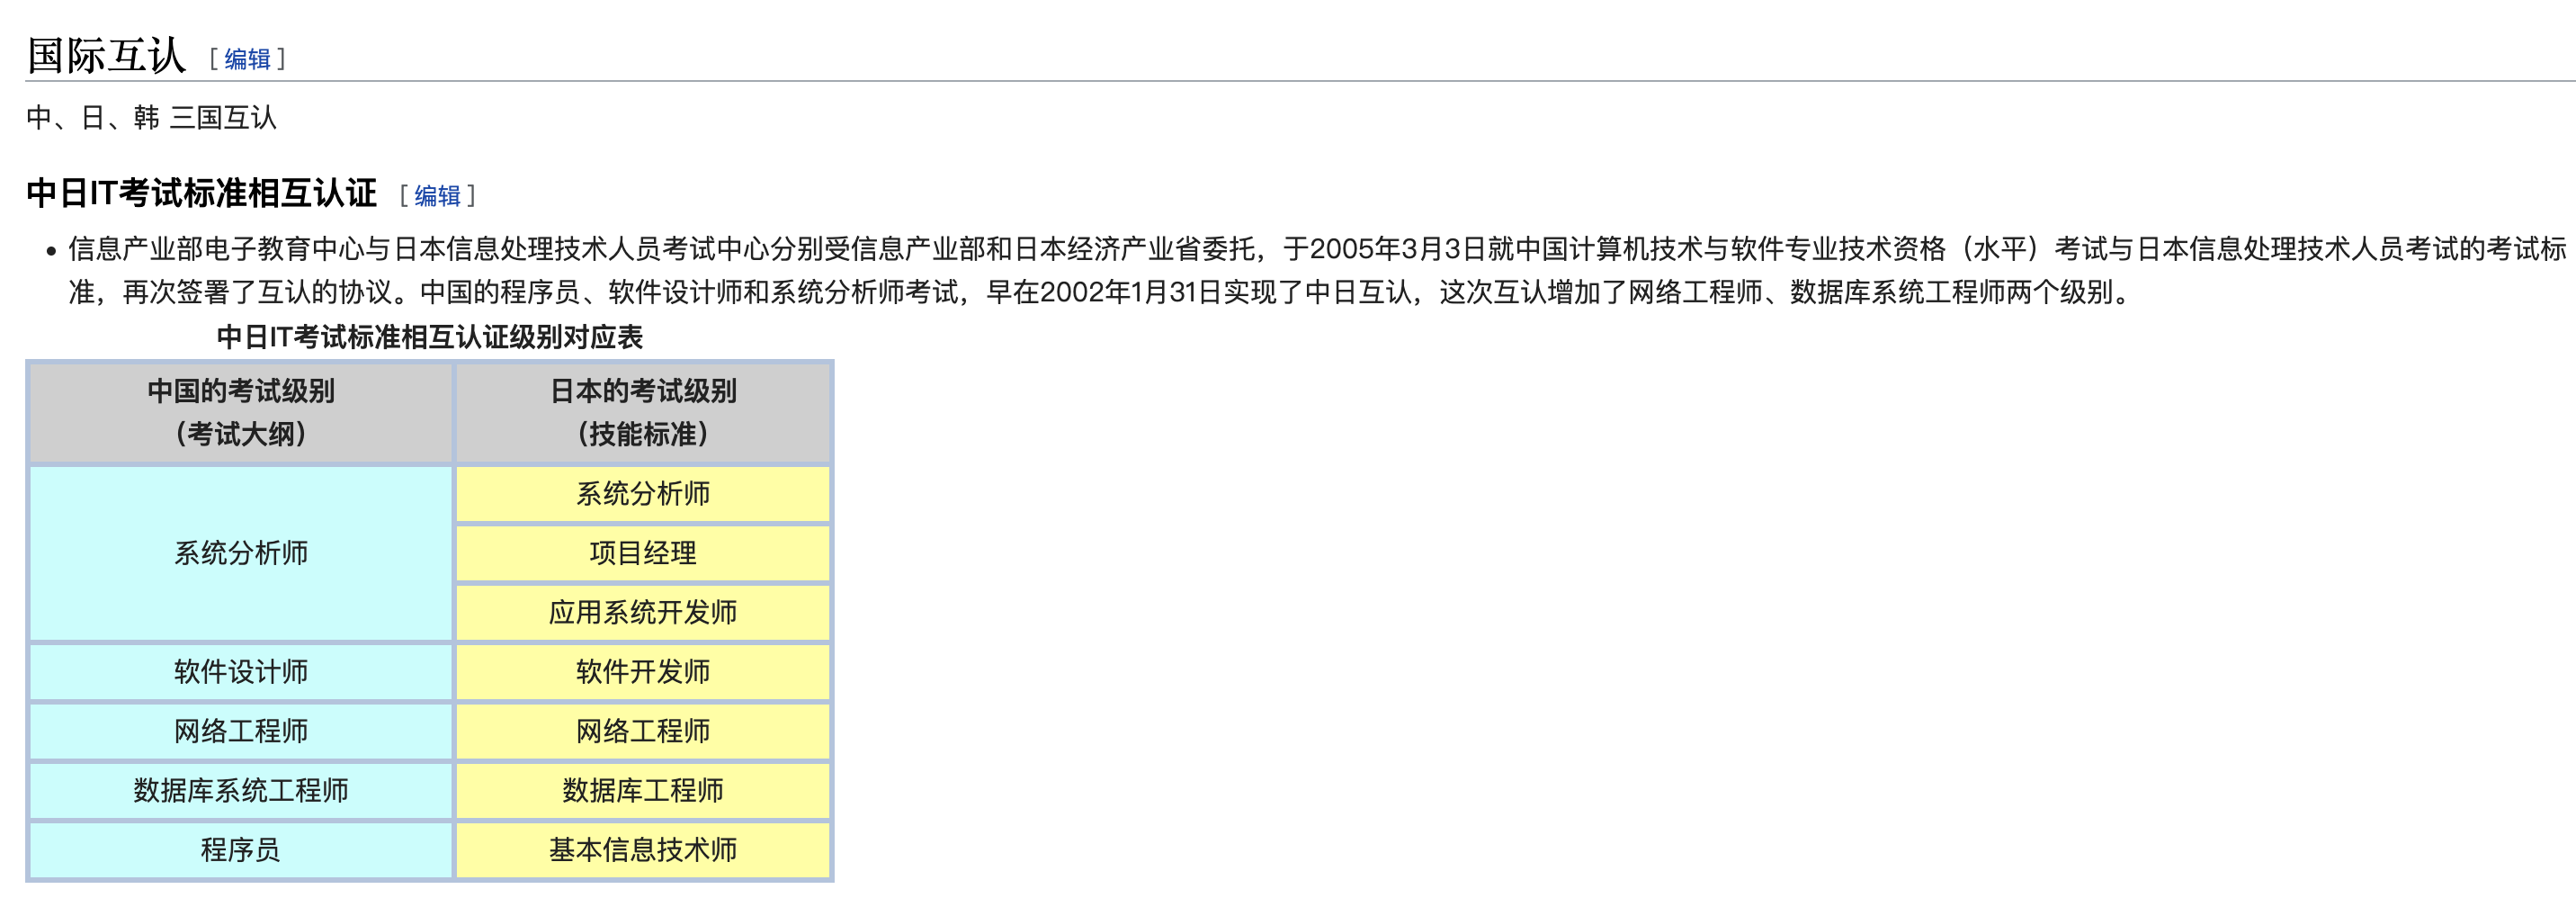 国际互认 [编辑]
中、日、韩 三国互认
中日IT考试标准相互认证 [编辑]
• 信息产业部电子教育中心与日本信息处理技术人员考试中心分别受信息产业部和日本经济产业省委托，于2005年3月3日就中国计算机技术与软件专业技术资格（水平）考试与日本信息处理技术人员考试的考试标
准，再次签署了互认的协议。中国的程序员、软件设计师和系统分析师考试，早在2002年1月31日实现了中日互认，这次互认增加了网络工程师、数据库系统工程师两个级别。
中日IT考试标准相互认证级别对应表
中国的考试级别 日本的考试级别
（考试大纲） （技能标准）
系统分析师
系统分析师 项目经理
应用系统开发师
软件设计师 软件开发师
网络工程师 网络工程师
数据库系统工程师 数据库工程师
程序员 基本信息技术师